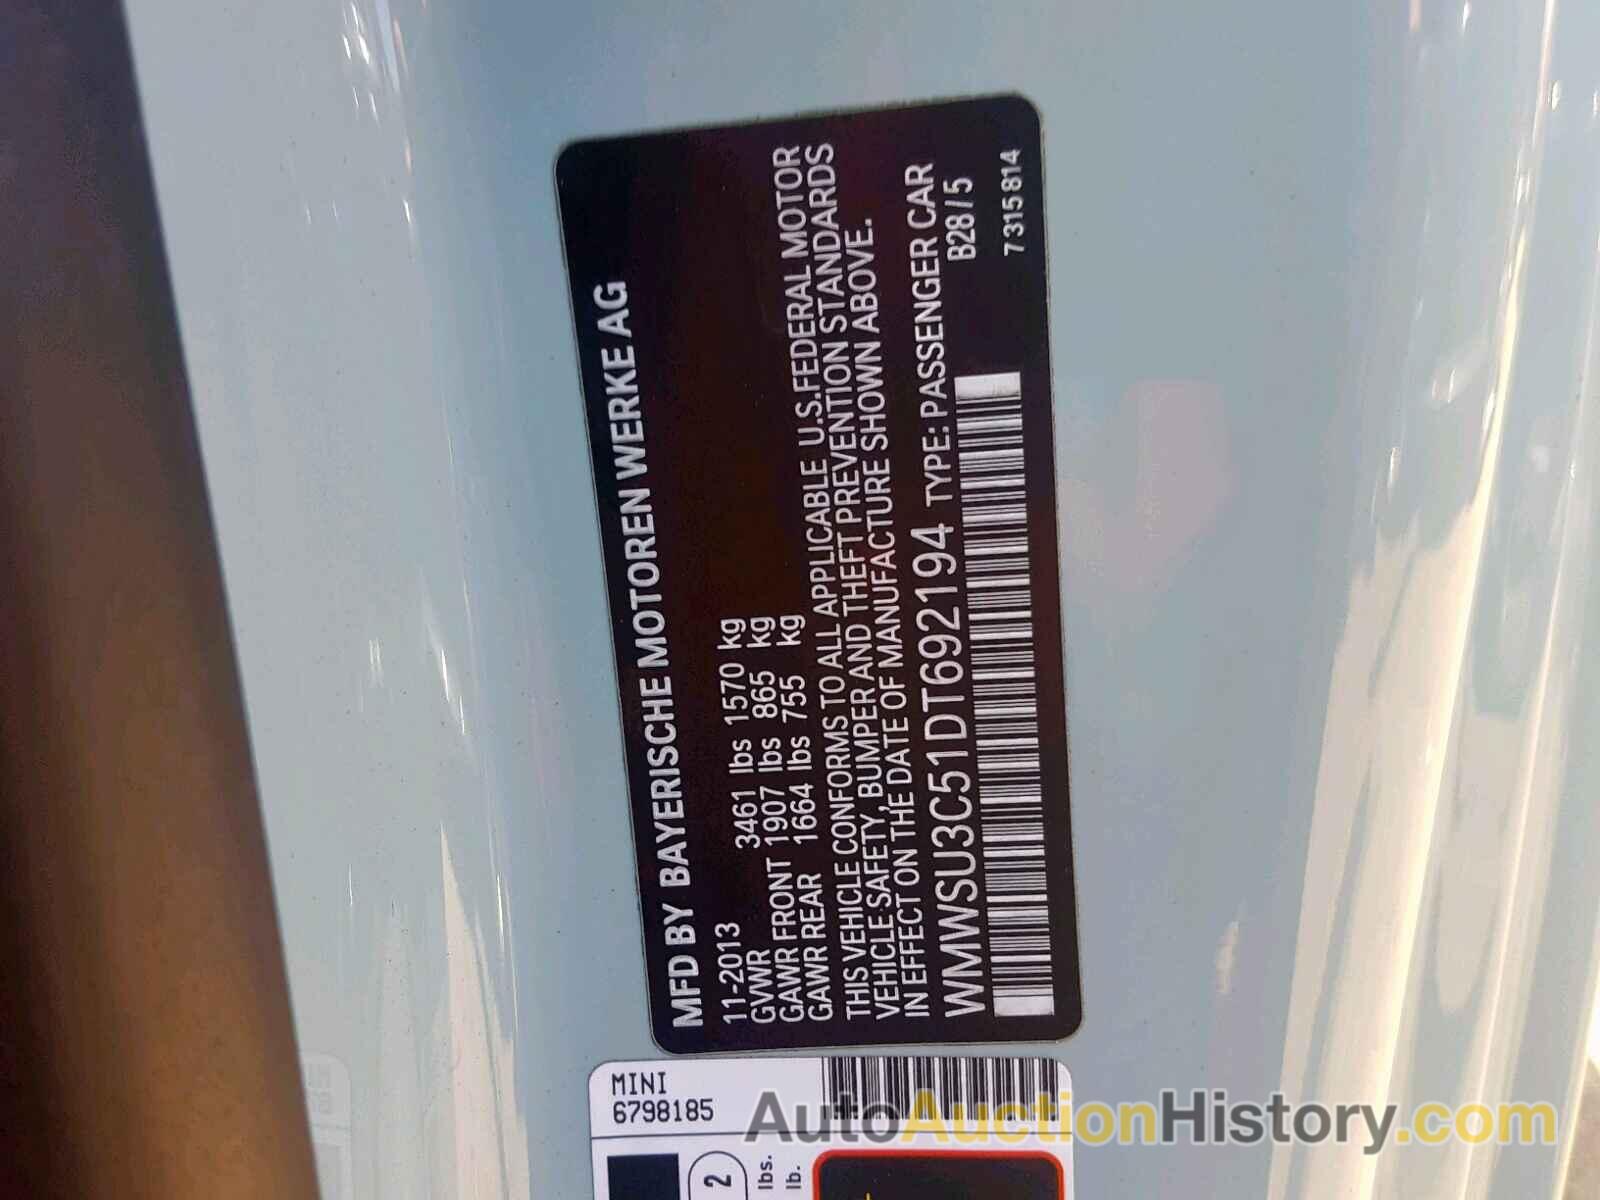 MFD BY BAYERISCHE MOTOREN WERKE AG
11-2013
GVWR 3461 lbs 1570 kg
GAWR FRONT 1907 lbs 865 kg
GAWR REAR 1664 lbs 755 kg
THIS VEHICLE CONFORMS TO ALL APPLICABLE U.S.FEDERAL MOTOR
VEHICLE SAFETY, BUMPER AND THEFT PREVENTION STANDARDS
IN EFFECT ON THE DATE OF MANUFACTURE SHOWN ABOVE.
WMWSU3C51DT692194 TYPE: PASSENGER CAR
B28/5
7315814
MINI
6798185
2
lbs.
lb.
AutoAuctionHistory.com